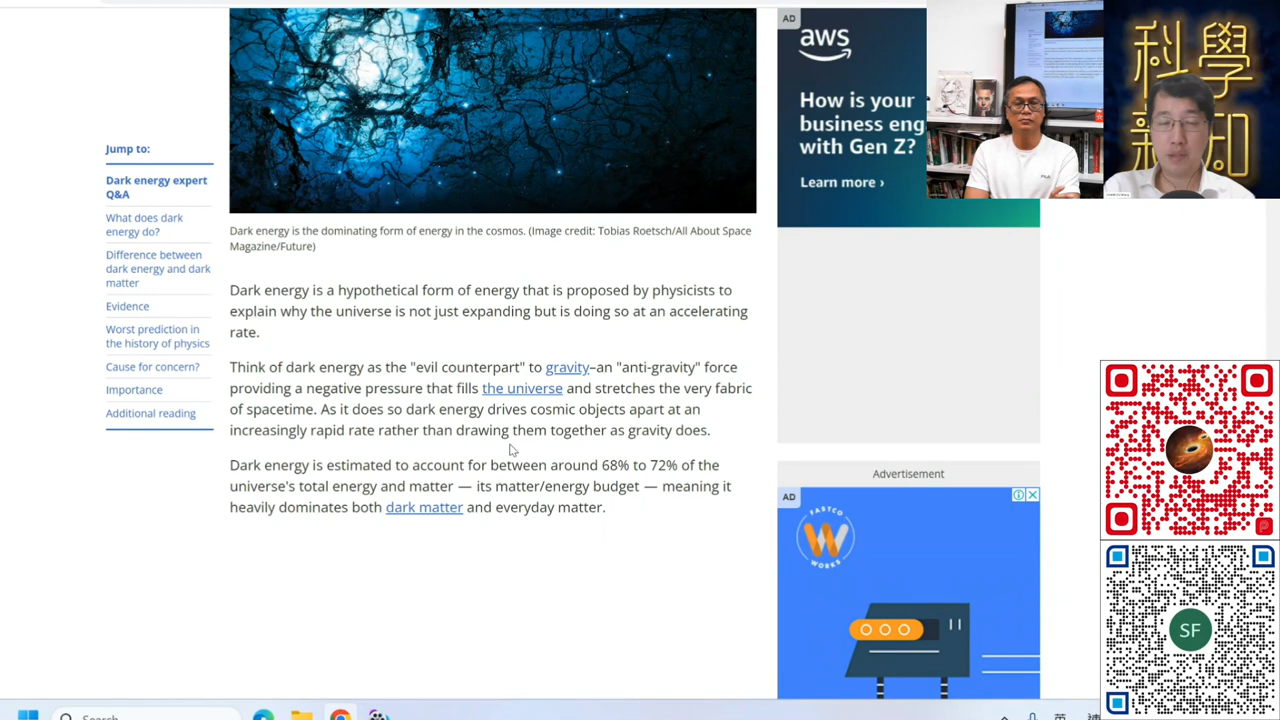 AD
aws
How is your
business eng
with Gen Z?
Learn more ›
科學
新知
Jump to:
Dark energy expert
Q&A
What does dark
energy do?
Difference between
dark energy and dark
matter
Evidence
Worst prediction in
the history of physics
Cause for concern?
Importance
Additional reading
Dark energy is the dominating form of energy in the cosmos. (Image credit: Tobias Roetsch/All About Space
Magazine/Future)
Dark energy is a hypothetical form of energy that is proposed by physicists to
explain why the universe is not just expanding but is doing so at an accelerating
rate.
Think of dark energy as the "evil counterpart" to gravity–an "anti-gravity" force
providing a negative pressure that fills the universe and stretches the very fabric
of spacetime. As it does so dark energy drives cosmic objects apart at an
increasingly rapid rate rather than drawing them together as gravity does.
Dark energy is estimated to account for between around 68% to 72% of the
universe's total energy and matter — its matter/energy budget — meaning it
heavily dominates both dark matter and everyday matter.
Advertisement
AD
FASTCO
WORKS
SF
Search
英